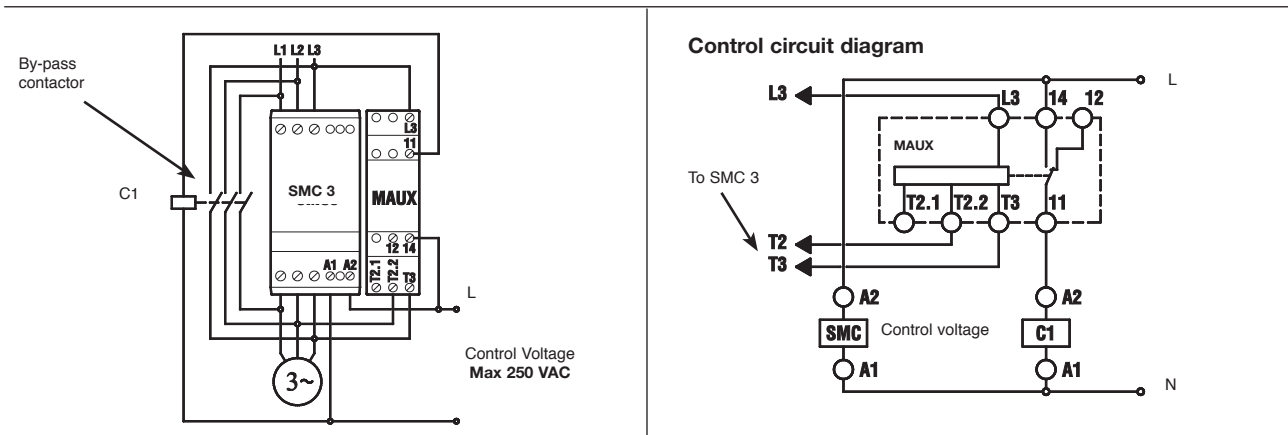 By-pass
contactor
L1 L2 L3
L3
11
C1
SMC 3
MAUX
12 14
A1 A2
T2.1
T2.2
T3
L
3~
Control Voltage
Max 250 VAC
Control circuit diagram
L
L3
L3
14
12
MAUX
To SMC 3
T2.1
T2.2
T3
11
T2
T3
A2
A2
SMC
Control voltage
C1
A1
A1
N